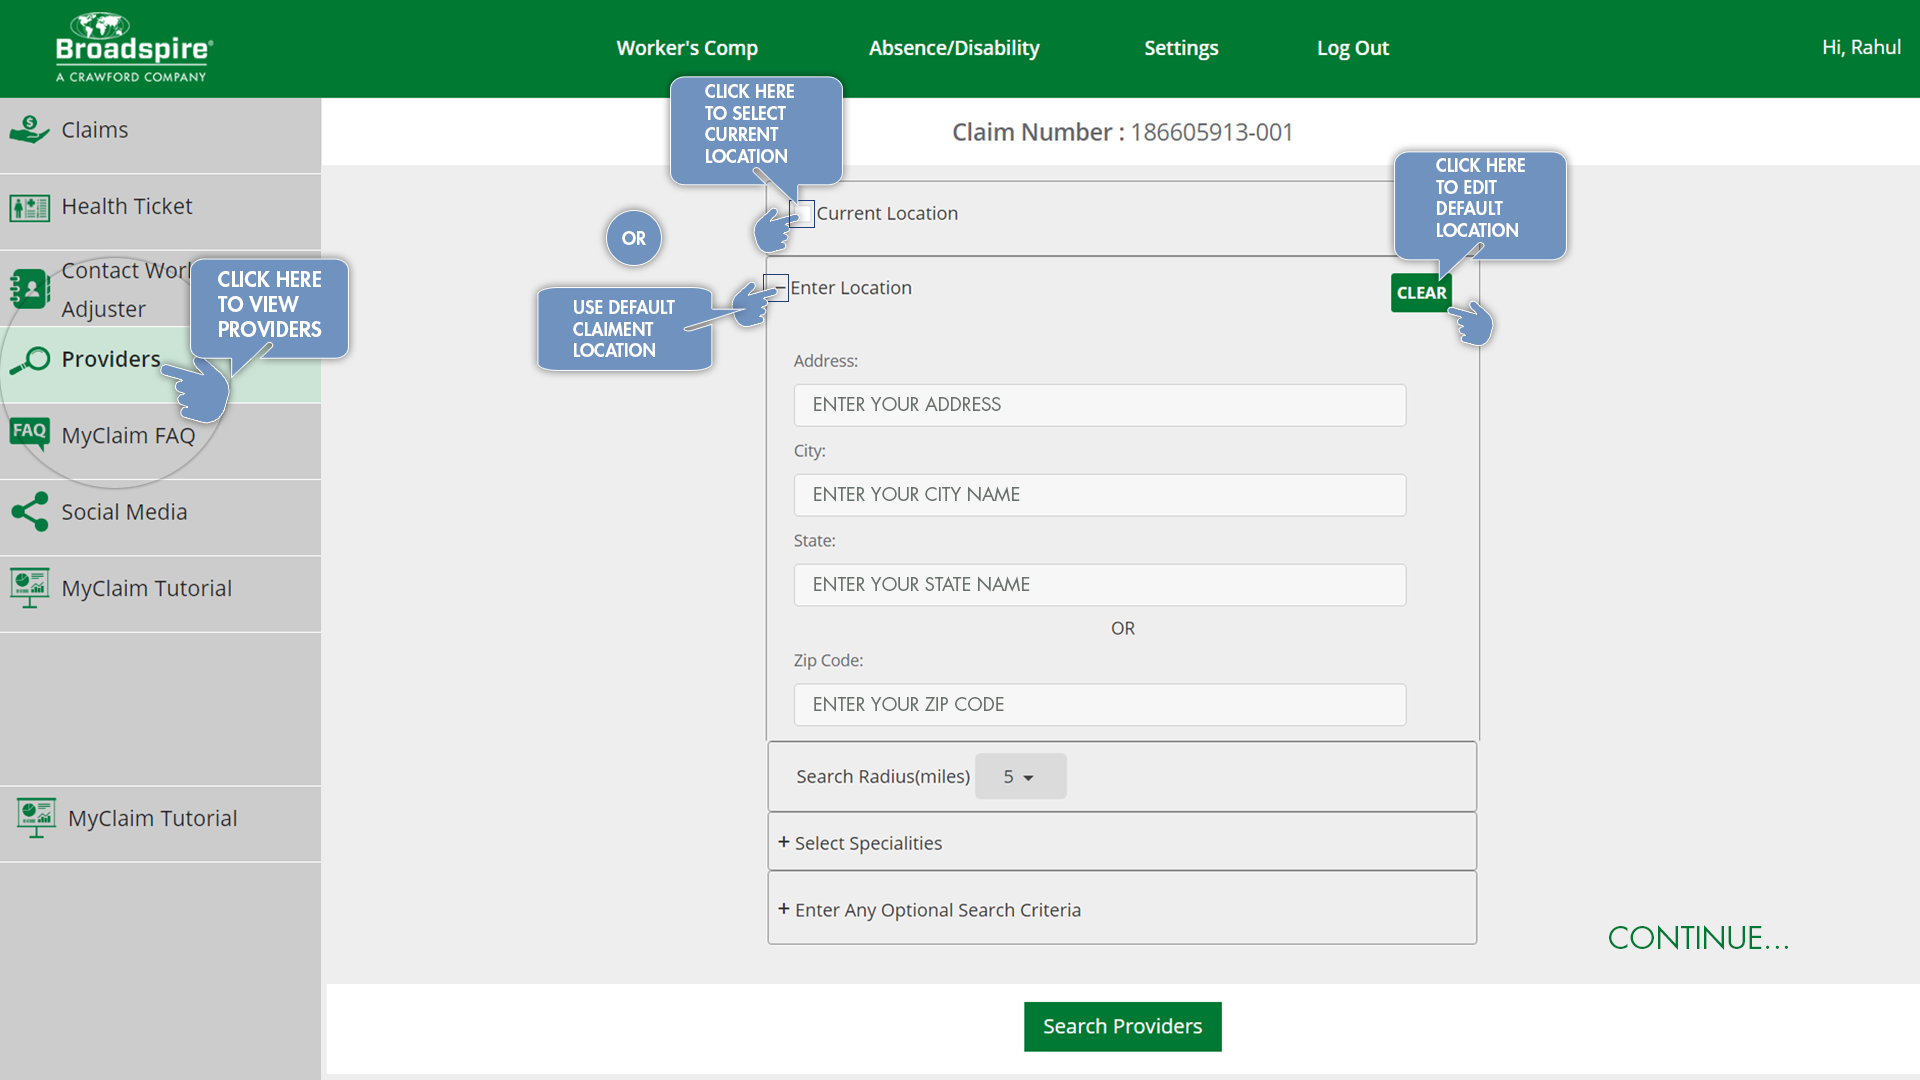 Broadspire®
A CRAWFORD COMPANY
Worker's Comp
Absence/Disability
Settings
Log Out
Hi, Rahul
Claims
Health Ticket
Contact Work
Adjuster
Providers
MyClaim FAQ
FAQ
Social Media
MyClaim Tutorial
MyClaim Tutorial
CLICK HERE
TO VIEW
PROVIDERS
Claim Number : 186605913-001
CLICK HERE
TO SELECT
CURRENT
LOCATION
Current Location
OR
USE DEFAULT
CLAIMENT
LOCATION
Enter Location
CLICK HERE
TO EDIT
DEFAULT
LOCATION
CLEAR
Address:
ENTER YOUR ADDRESS
City:
ENTER YOUR CITY NAME
State:
ENTER YOUR STATE NAME
OR
Zip Code:
ENTER YOUR ZIP CODE
Search Radius(miles) 5
+ Select Specialities
+ Enter Any Optional Search Criteria
CONTINUE...
Search Providers